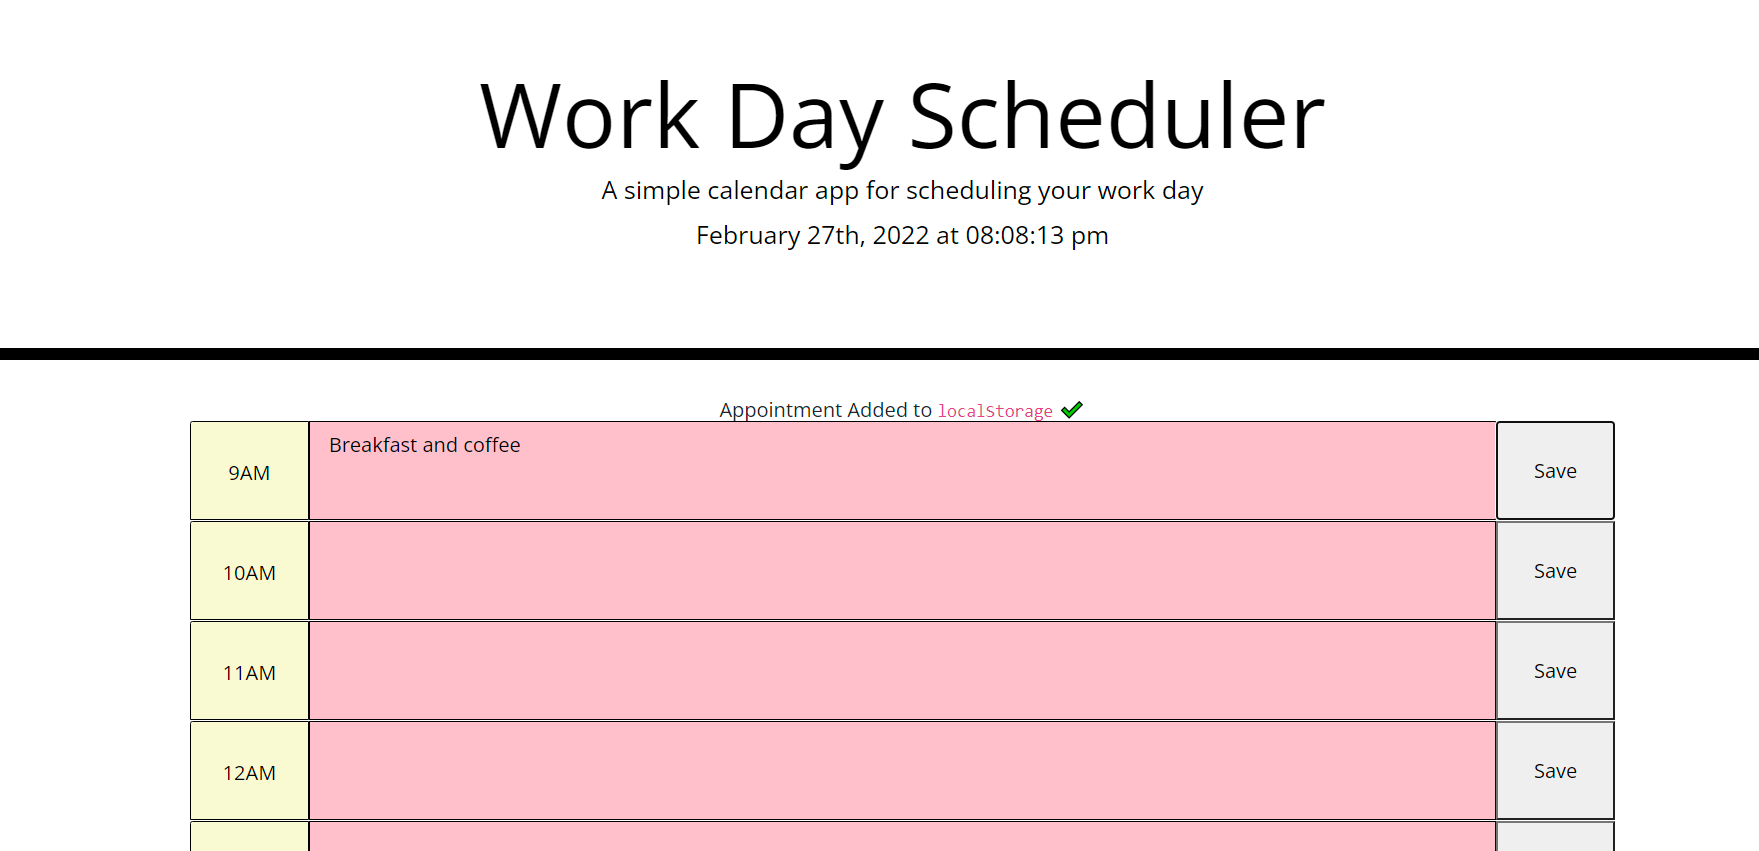 Work Day Scheduler
A simple calendar app for scheduling your work day
February 27th, 2022 at 08:08:13 pm
Appointment Added to localStorage ✔
9AM Breakfast and coffee Save
10AM Save
11AM Save
12AM Save